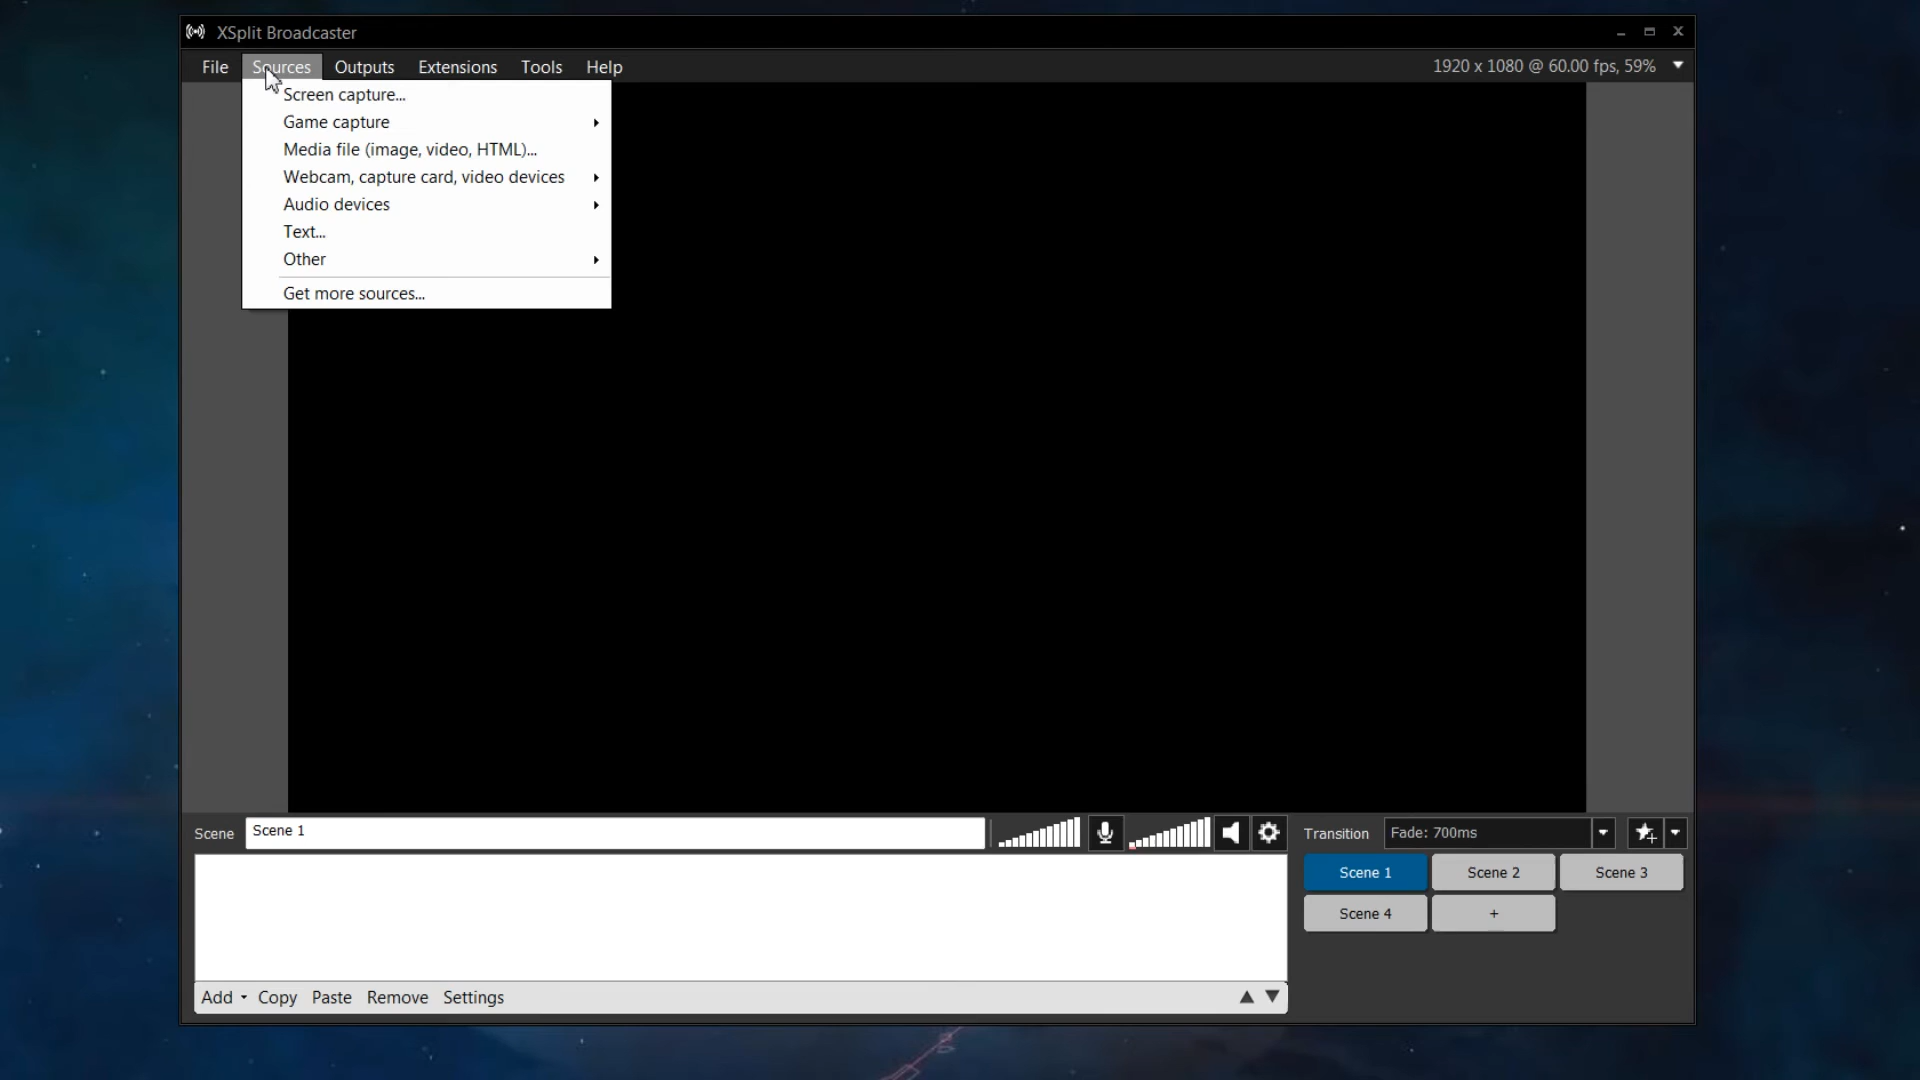 XSplit Broadcaster
File Sources Outputs Extensions Tools Help 1920 x 1080 @ 60.00 fps, 59%
Screen capture...
Game capture
Media file (image, video, HTML)...
Webcam, capture card, video devices
Audio devices
Text...
Other
Get more sources...
Scene Scene 1 Transition Fade: 700ms
Scene 1 Scene 2 Scene 3
Scene 4 +
Add Copy Paste Remove Settings